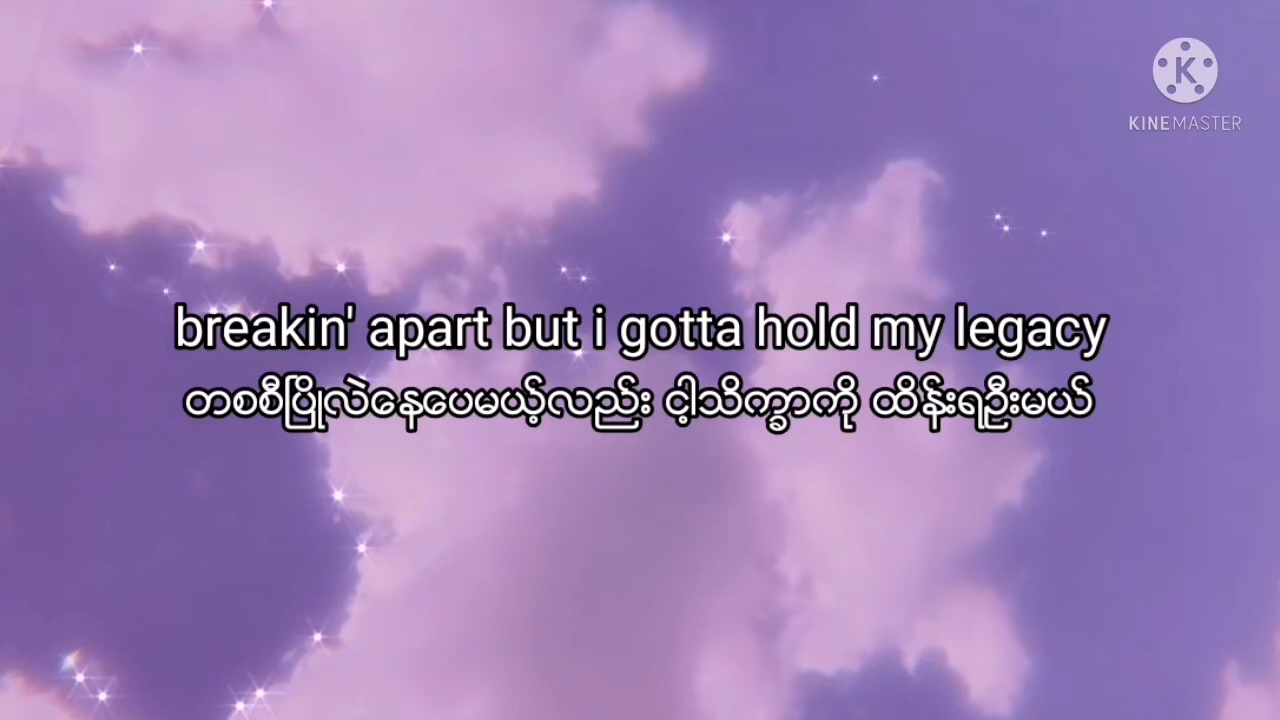 KINEMASTER
breakin' apart but i gotta hold my legacy
တစစီပြိုလဲနေပေမယ့်လည်း ငါ့သိက္ခာကို ထိန်းရဦးမယ်